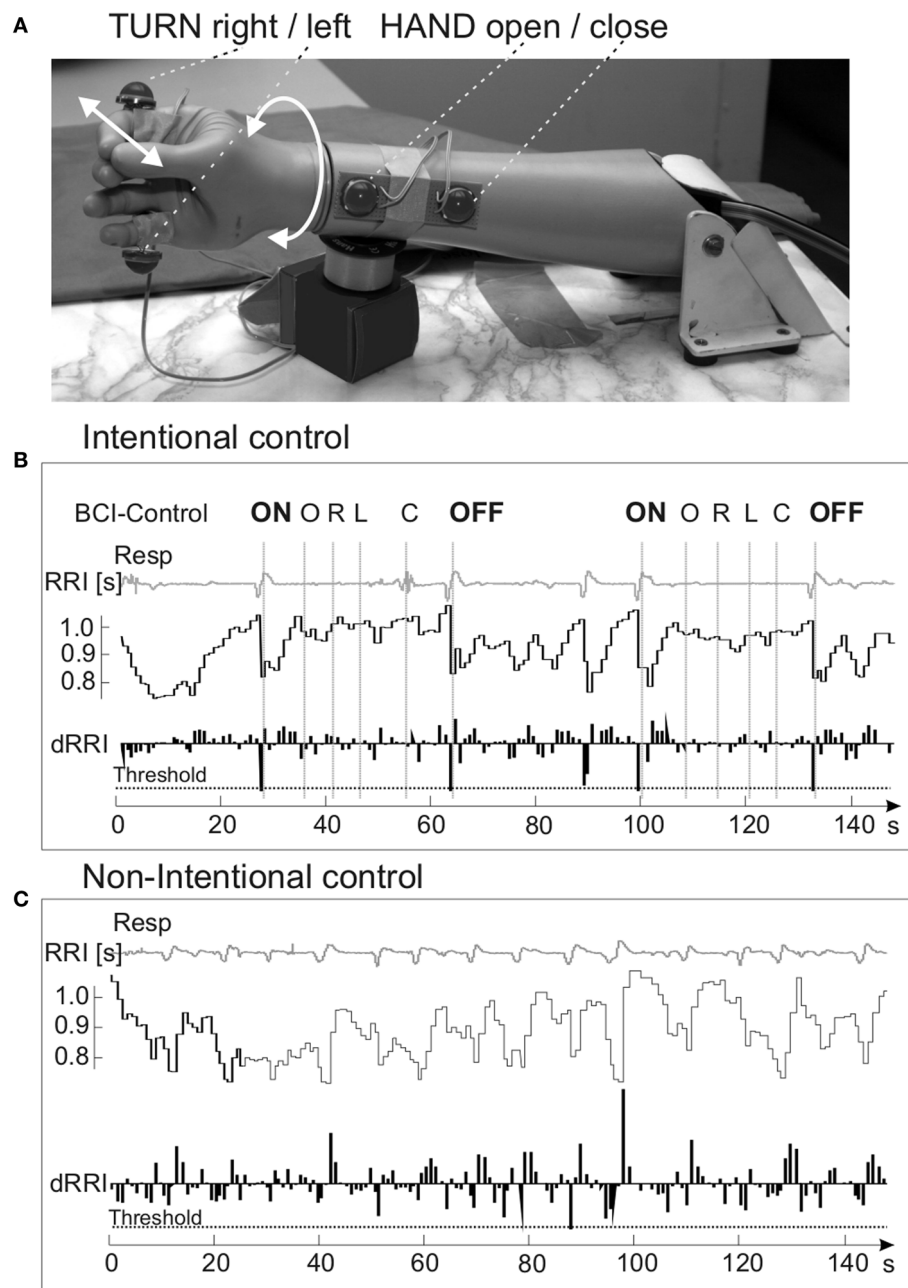 A
TURN right / left HAND open / close
Intentional control
B
BCI-Control ON O R L C OFF ON O R L C OFF
Resp
RRI [s]
1.0
0.9
0.8
dRRI
Threshold
0 20 40 60 80 100 120 140 s
Non-Intentional control
C
Resp
RRI [s]
1.0
0.9
0.8
dRRI
Threshold
0 20 40 60 80 100 120 140 s